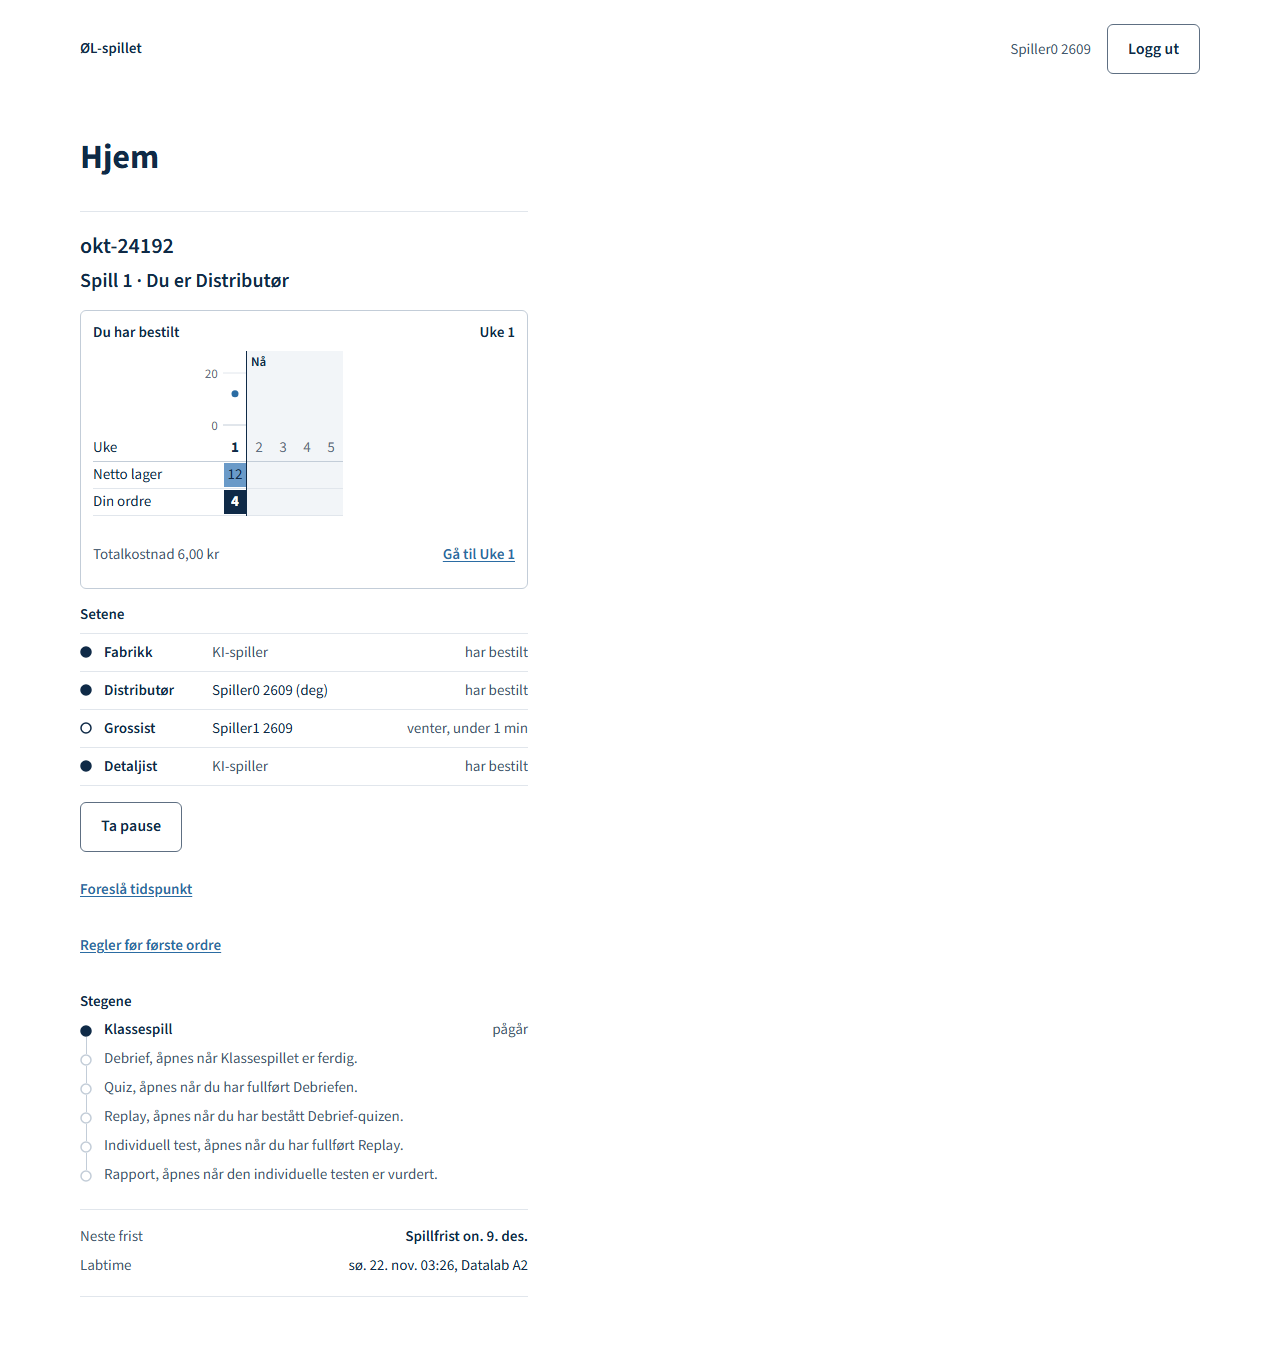 ØL-spillet
Spiller0 2609
Logg ut
Hjem
okt-24192
Spill 1 · Du er Distributør
Du har bestilt
Uke 1
Nå
20
0
Uke 1 2 3 4 5
Netto lager 12
Din ordre 4
Totalkostnad 6,00 kr
Gå til Uke 1
Setene
Fabrikk KI-spiller har bestilt
Distributør Spiller0 2609 (deg) har bestilt
Grossist Spiller1 2609 venter, under 1 min
Detaljist KI-spiller har bestilt
Ta pause
Foreslå tidspunkt
Regler før første ordre
Stegene
Klassespill pågår
Debrief, åpnes når Klassespillet er ferdig.
Quiz, åpnes når du har fullført Debriefen.
Replay, åpnes når du har bestått Debrief-quizen.
Individuell test, åpnes når du har fullført Replay.
Rapport, åpnes når den individuelle testen er vurdert.
Neste frist Spillfrist on. 9. des.
Labtime sø. 22. nov. 03:26, Datalab A2